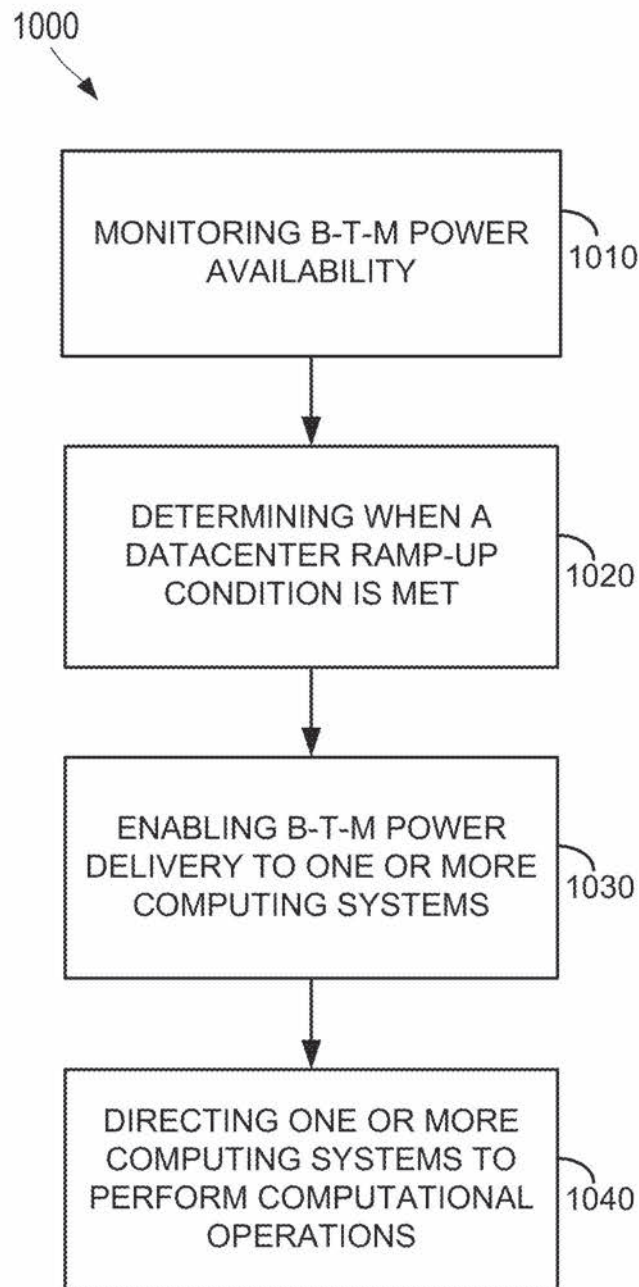 1000
MONITORING B-T-M POWER
AVAILABILITY
1010
DETERMINING WHEN A
DATACENTER RAMP-UP
CONDITION IS MET
1020
ENABLING B-T-M POWER
DELIVERY TO ONE OR MORE
COMPUTING SYSTEMS
1030
DIRECTING ONE OR MORE
COMPUTING SYSTEMS TO
PERFORM COMPUTATIONAL
OPERATIONS
1040